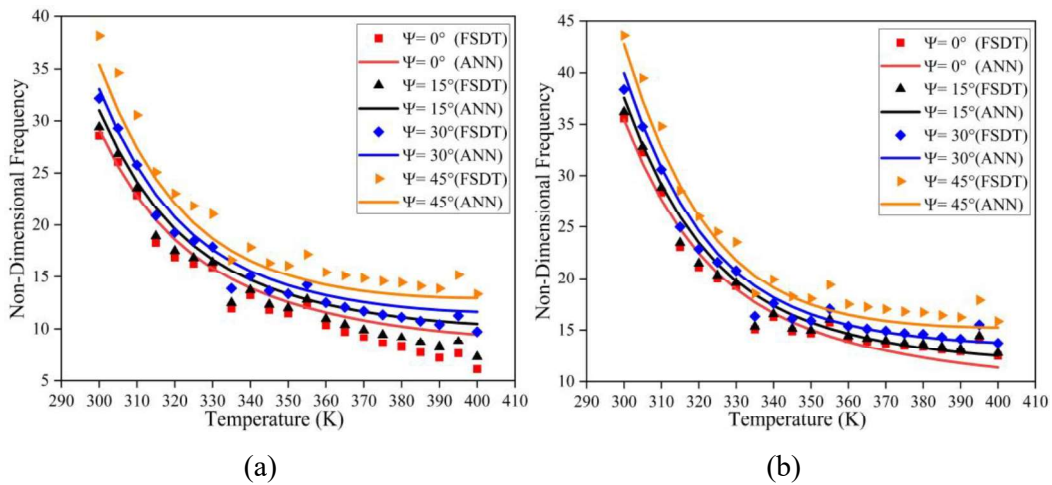 40
35
30
25
20
15
10
5
Non-Dimensional Frequency
290 300 310 320 330 340 350 360 370 380 390 400 410
Temperature (K)
Ψ= 0° (FSDT)
Ψ= 0° (ANN)
Ψ= 15°(FSDT)
Ψ= 15°(ANN)
Ψ= 30°(FSDT)
Ψ= 30°(ANN)
Ψ= 45°(FSDT)
Ψ= 45°(ANN)
(a)
45
40
35
30
25
20
15
10
Non-Dimensional Frequency
290 300 310 320 330 340 350 360 370 380 390 400 410
Temperature (K)
Ψ= 0° (FSDT)
Ψ= 0° (ANN)
Ψ= 15°(FSDT)
Ψ= 15°(ANN)
Ψ= 30°(FSDT)
Ψ= 30°(ANN)
Ψ= 45°(FSDT)
Ψ= 45°(ANN)
(b)